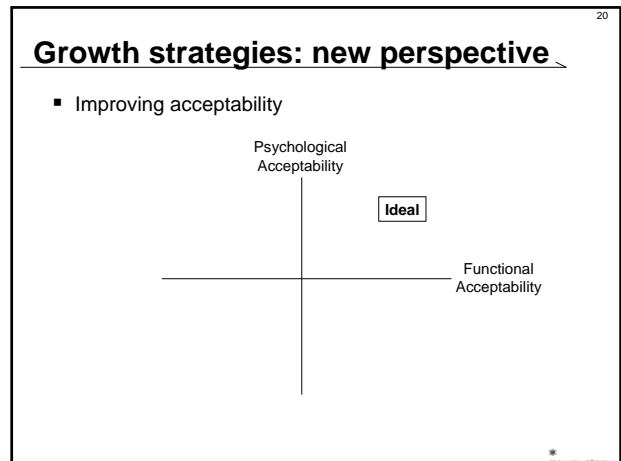 20
Growth strategies: new perspective
▪ Improving acceptability
Psychological
Acceptability
Ideal
Functional
Acceptability